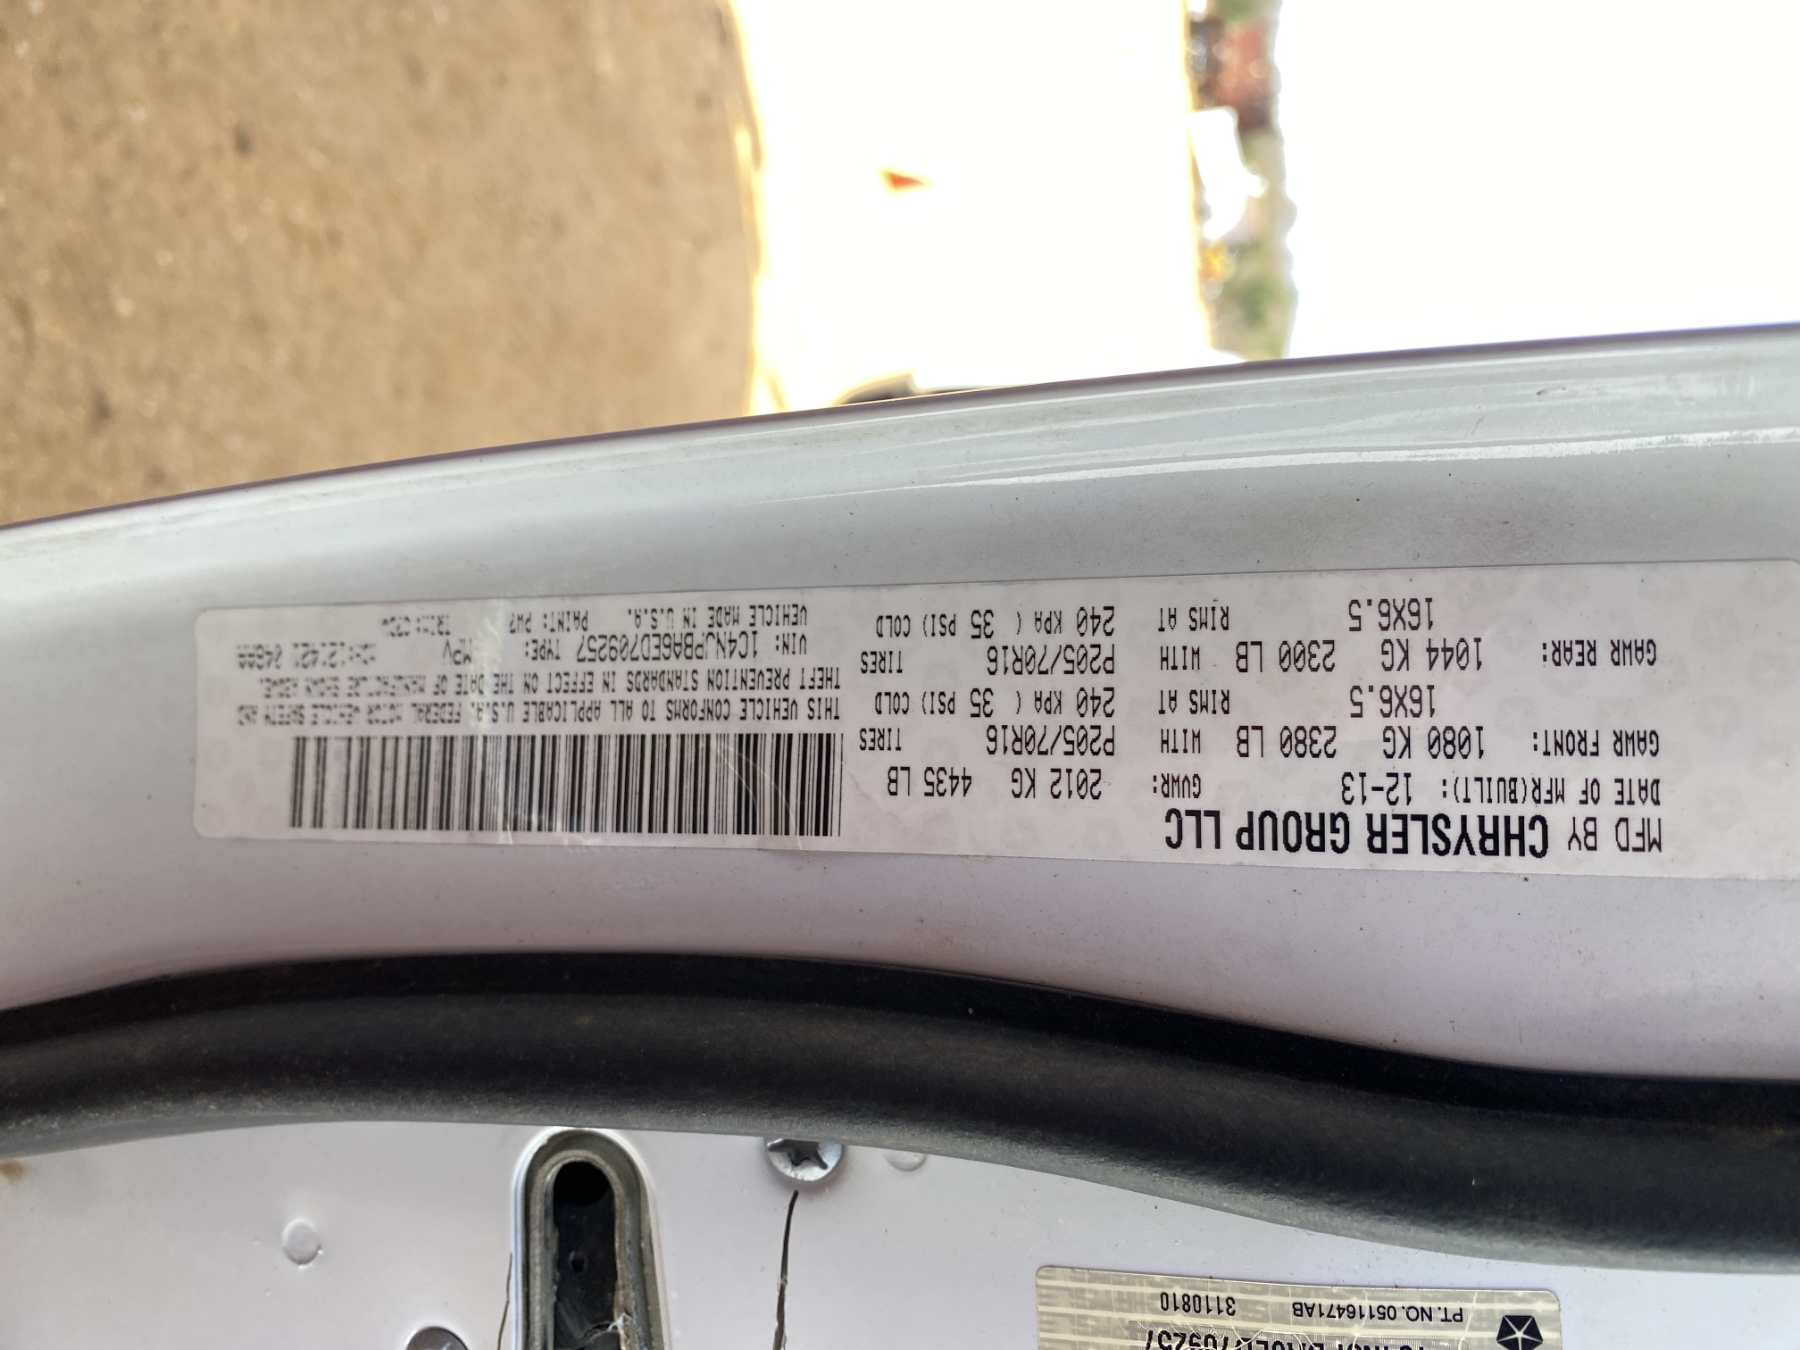 MFD BY CHRYSLER GROUP LLC
DATE OF MFR(BUILT): 12-13 GVWR: 2012 KG 4435 LB
GAWR FRONT: 1080 KG 2380 LB WITH P205/70R16 TIRES
16X6.5 RIMS AT 240 KPA ( 35 PSI) COLD
GAWR REAR: 1044 KG 2300 LB WITH P205/70R16 TIRES
16X6.5 RIMS AT 240 KPA ( 35 PSI) COLD
THIS VEHICLE CONFORMS TO ALL APPLICABLE U.S.A. FEDERAL MOTOR VEHICLE SAFETY AND
THEFT PREVENTION STANDARDS IN EFFECT ON THE DATE OF MANUFACTURE SHOWN ABOVE.
VIN: 1C4NJPBA6ED709257 TYPE: MPV
VEHICLE MADE IN U.S.A. PAINT: PW7 TRIM:
PT. NO. 05116471AB 3110810